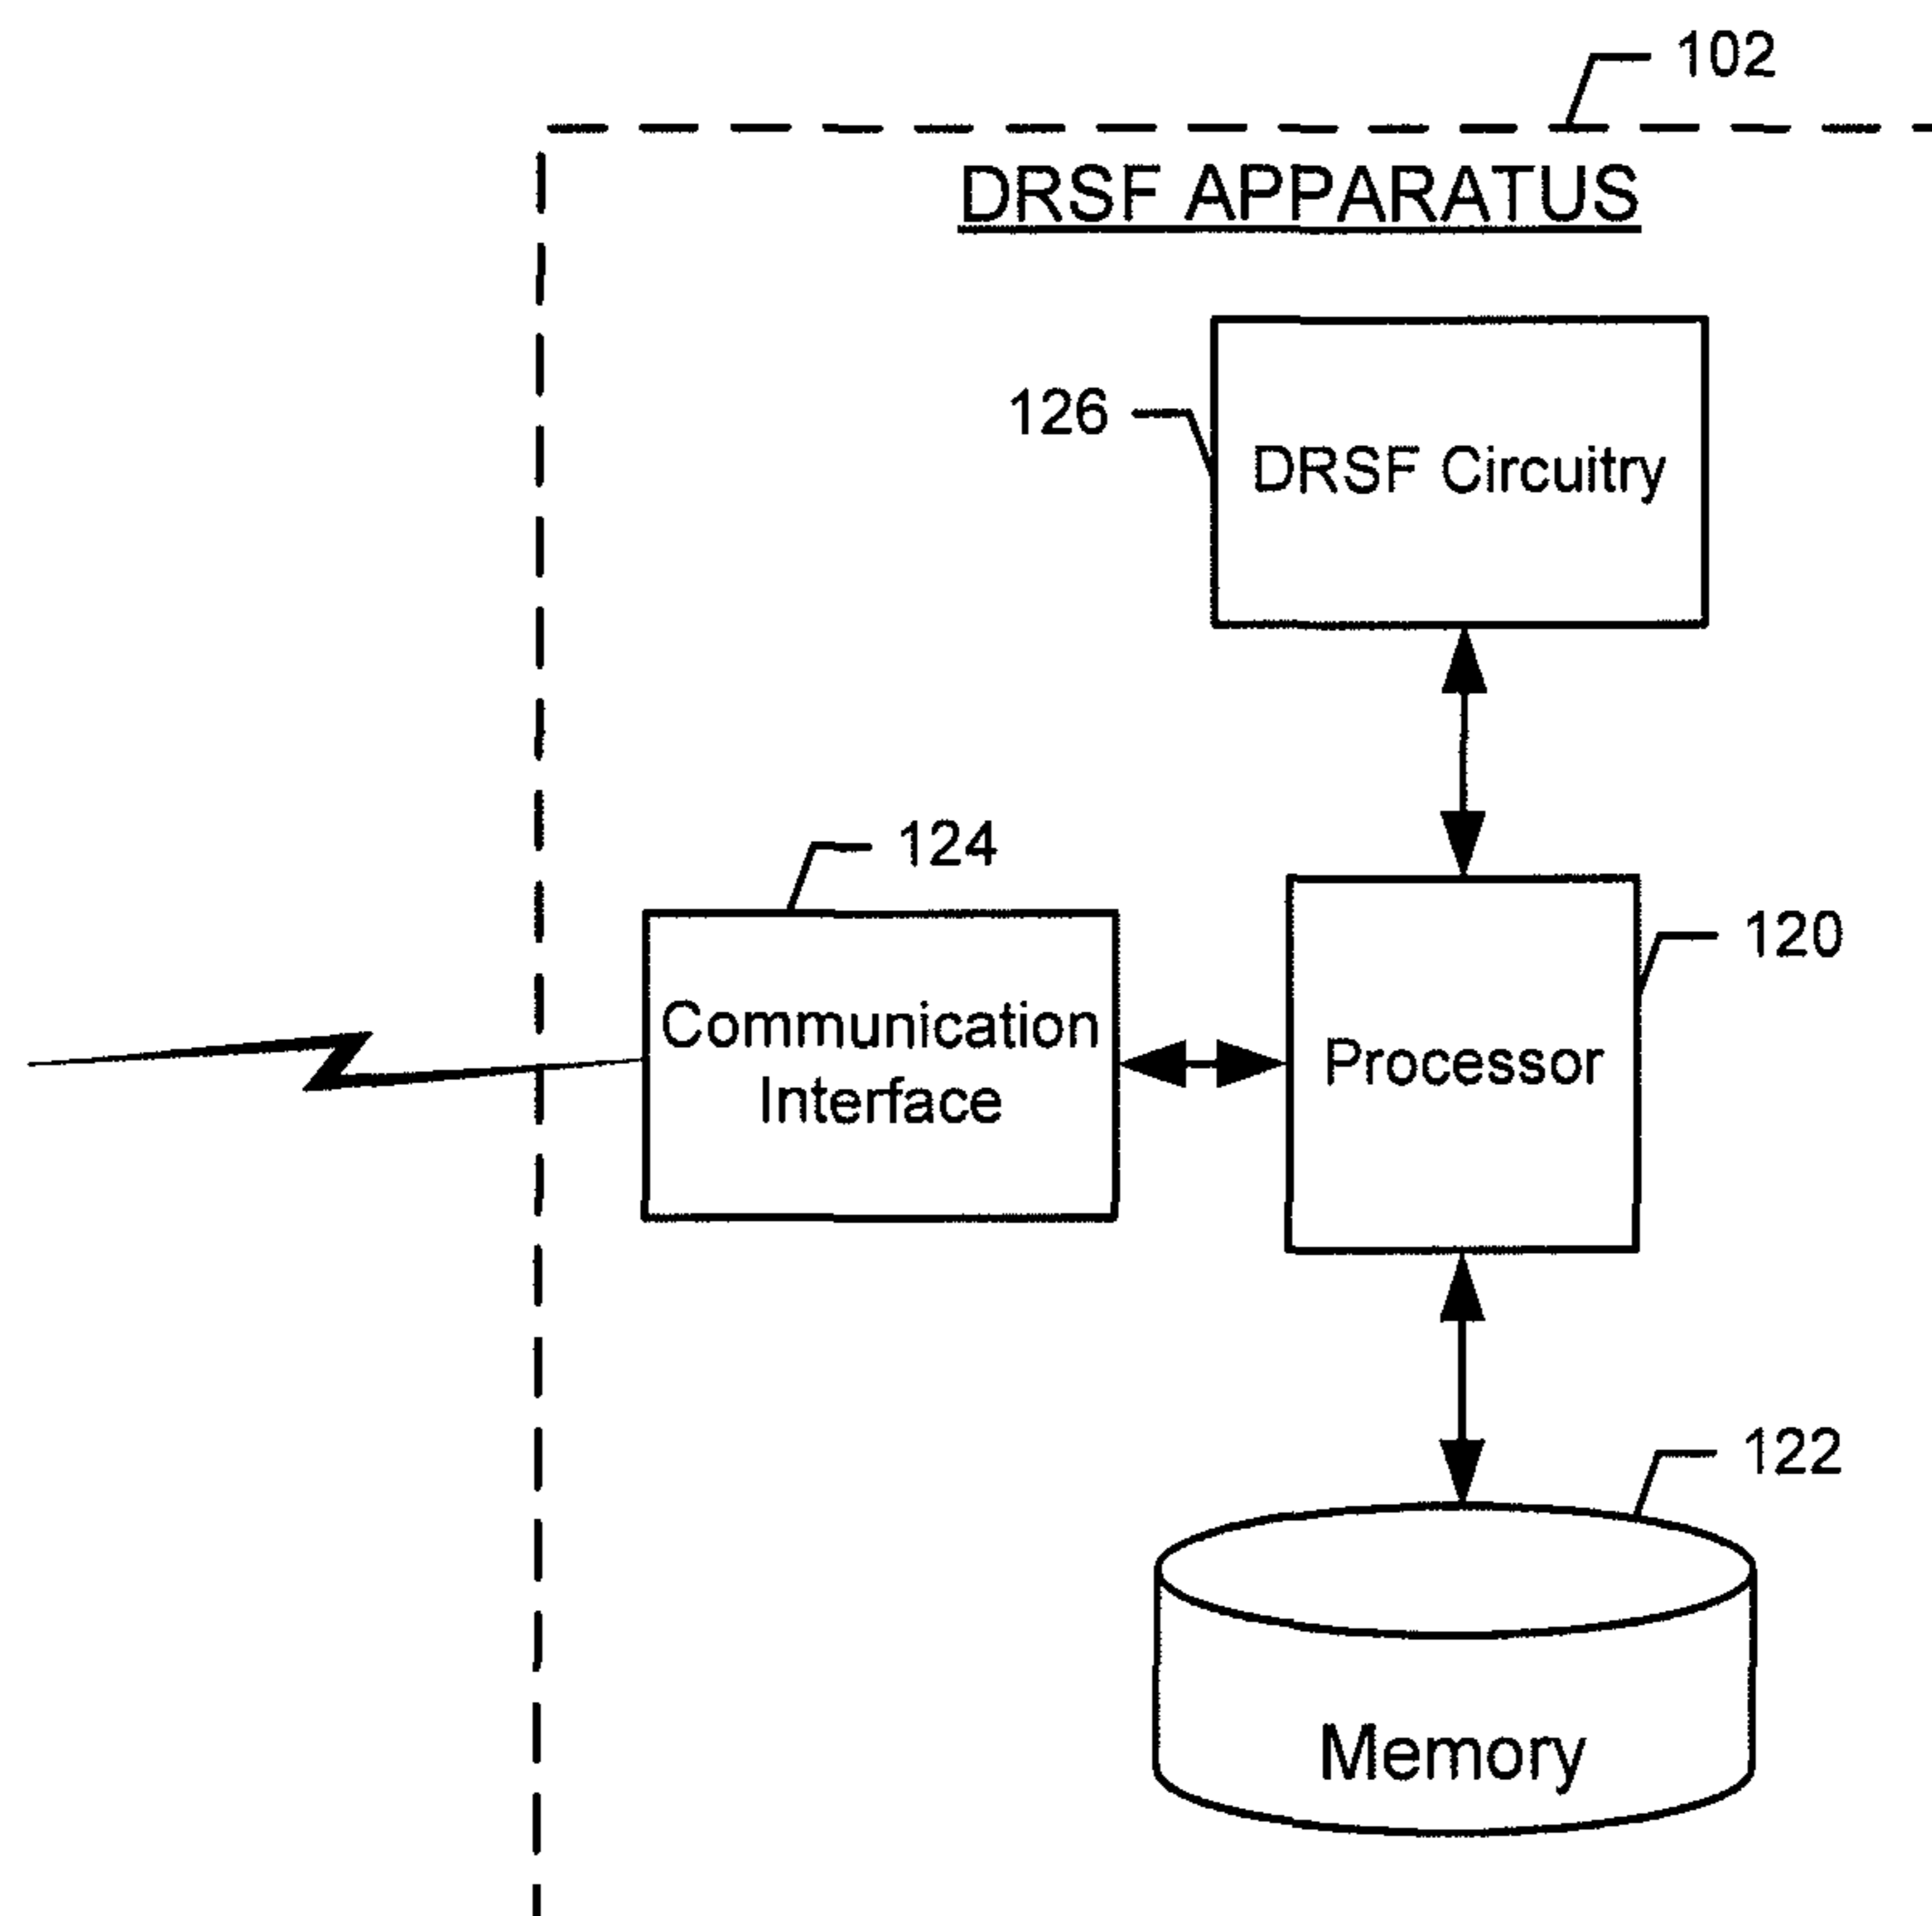 102
DRSF APPARATUS
126
DRSF Circuitry
124
120
Communication
Interface
Processor
122
Memory